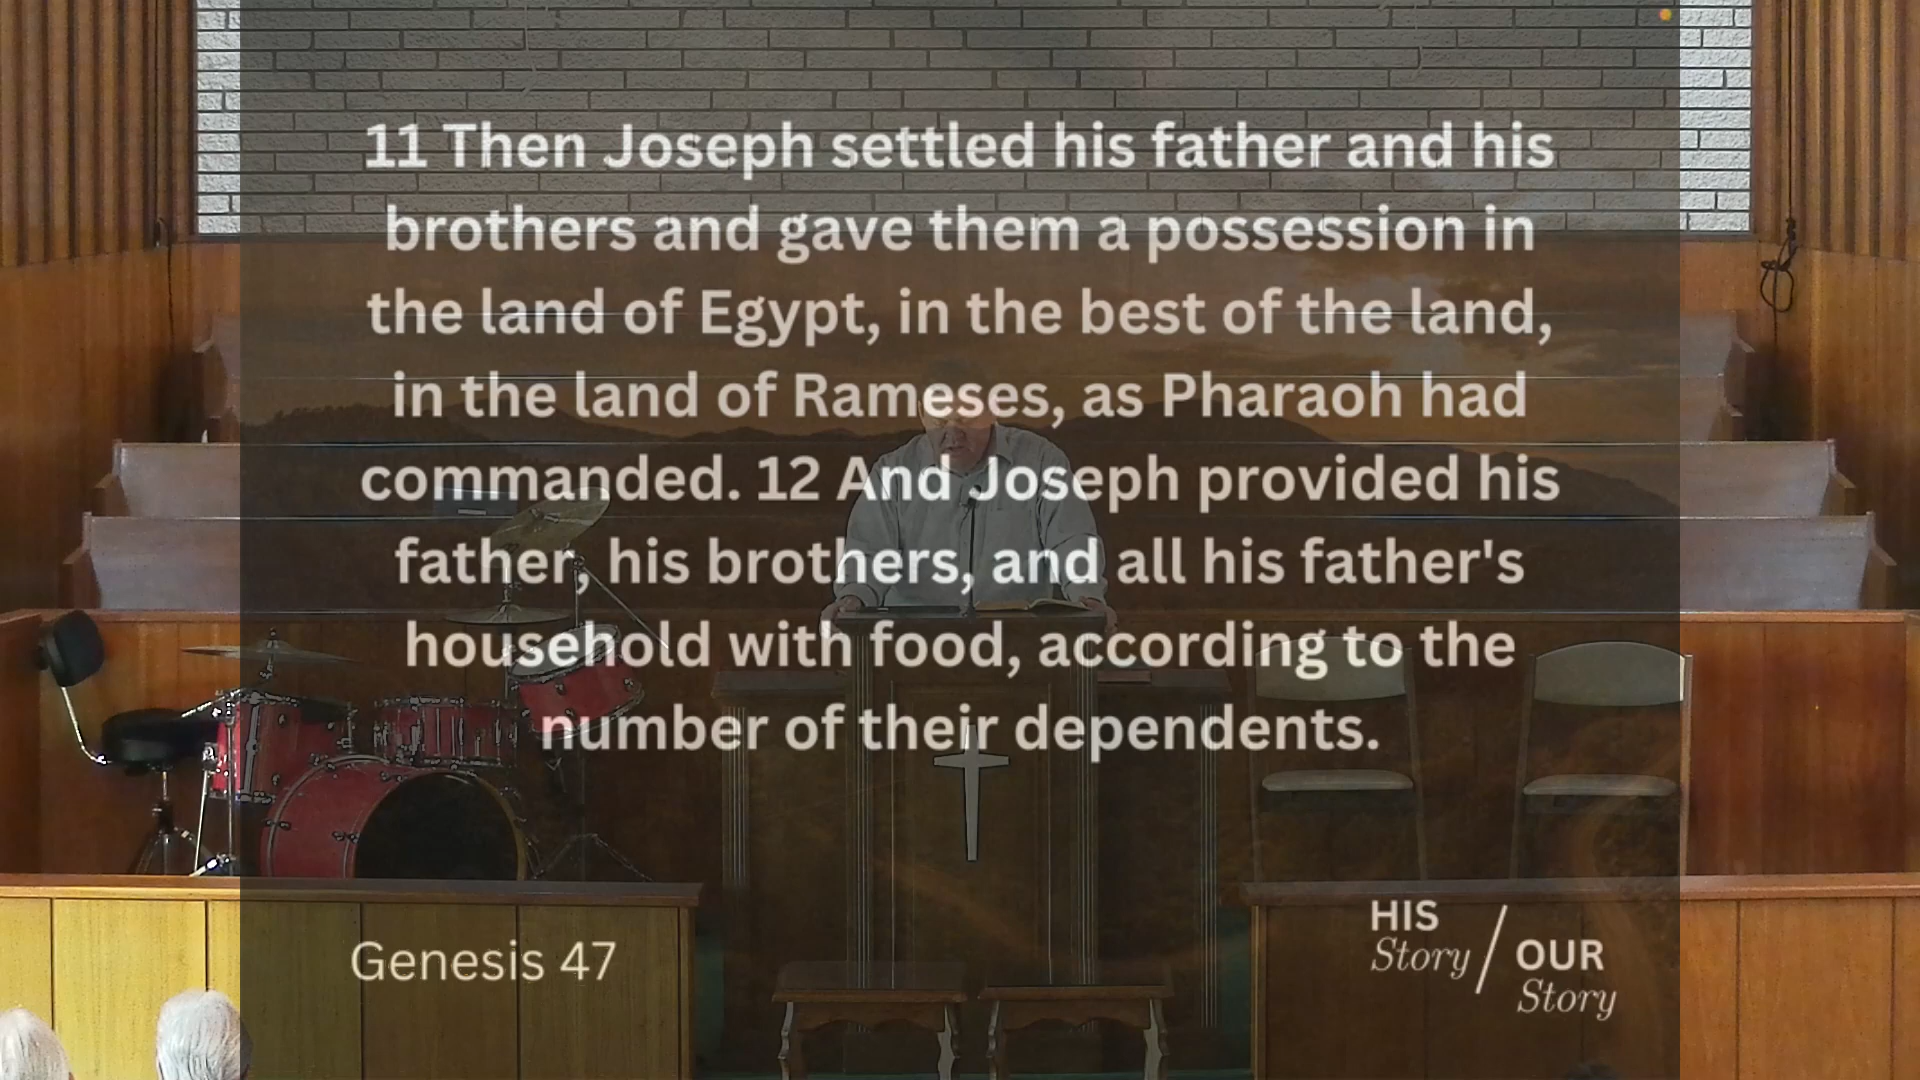 11 Then Joseph settled his father and his
brothers and gave them a possession in
the land of Egypt, in the best of the land,
in the land of Rameses, as Pharaoh had
commanded. 12 And Joseph provided his
father, his brothers, and all his father's
household with food, according to the
number of their dependents.
Genesis 47
HIS
Story / OUR
Story